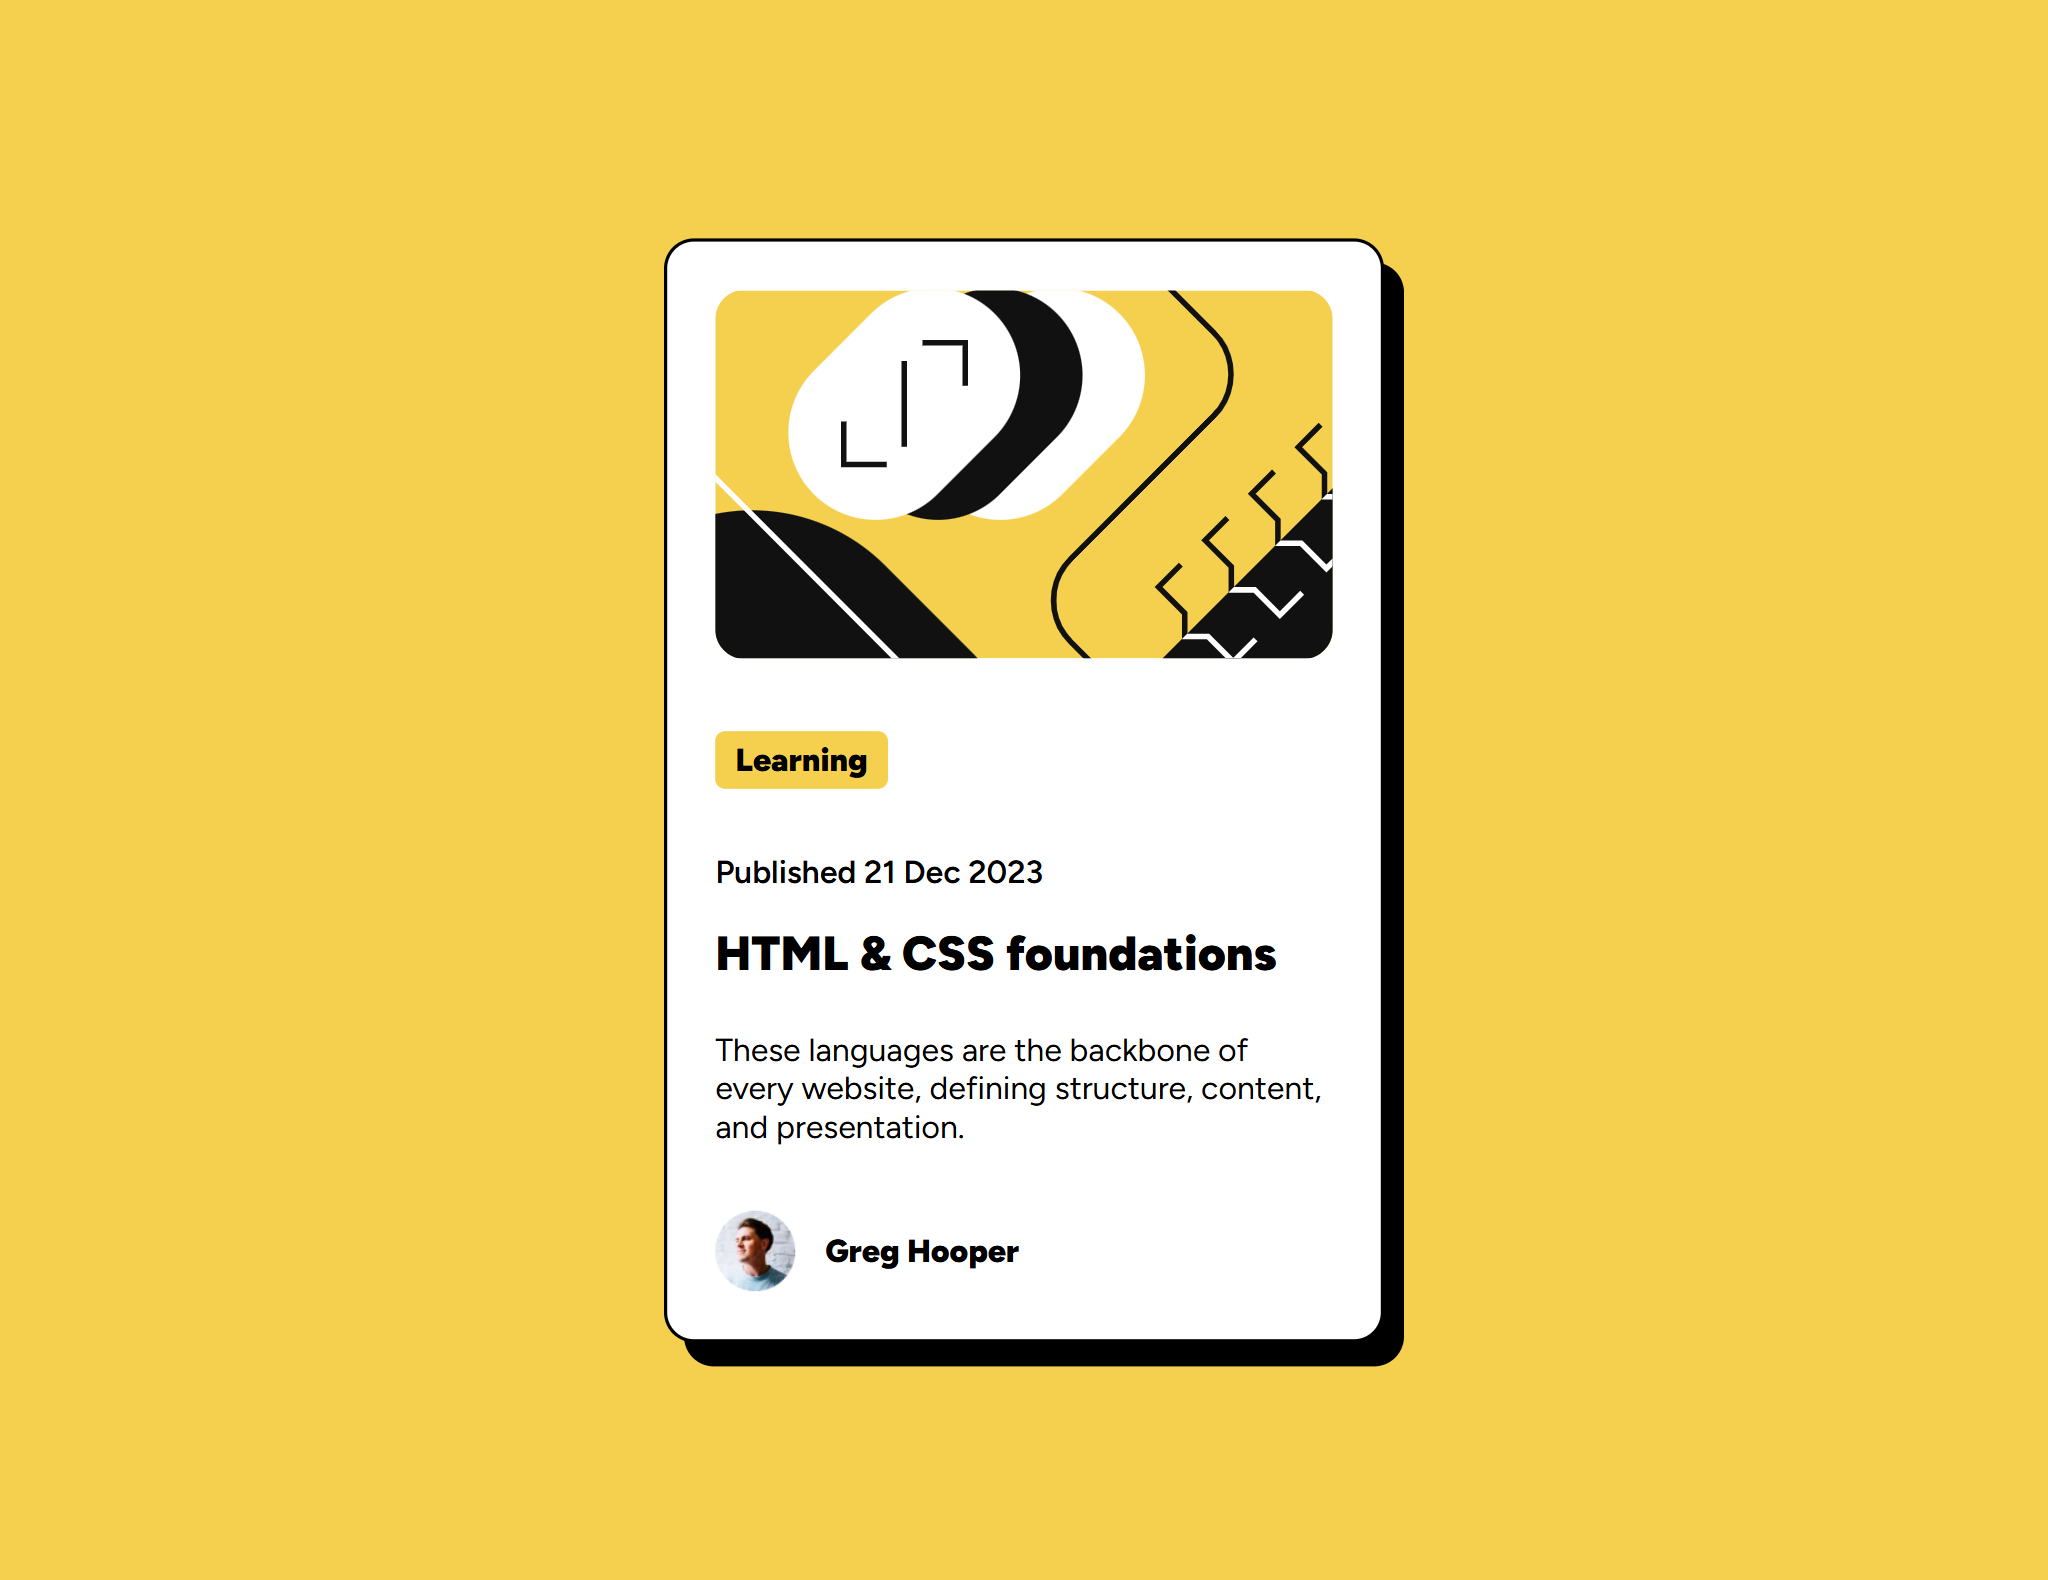 Learning
Published 21 Dec 2023
HTML & CSS foundations
These languages are the backbone of
every website, defining structure, content,
and presentation.
Greg Hooper